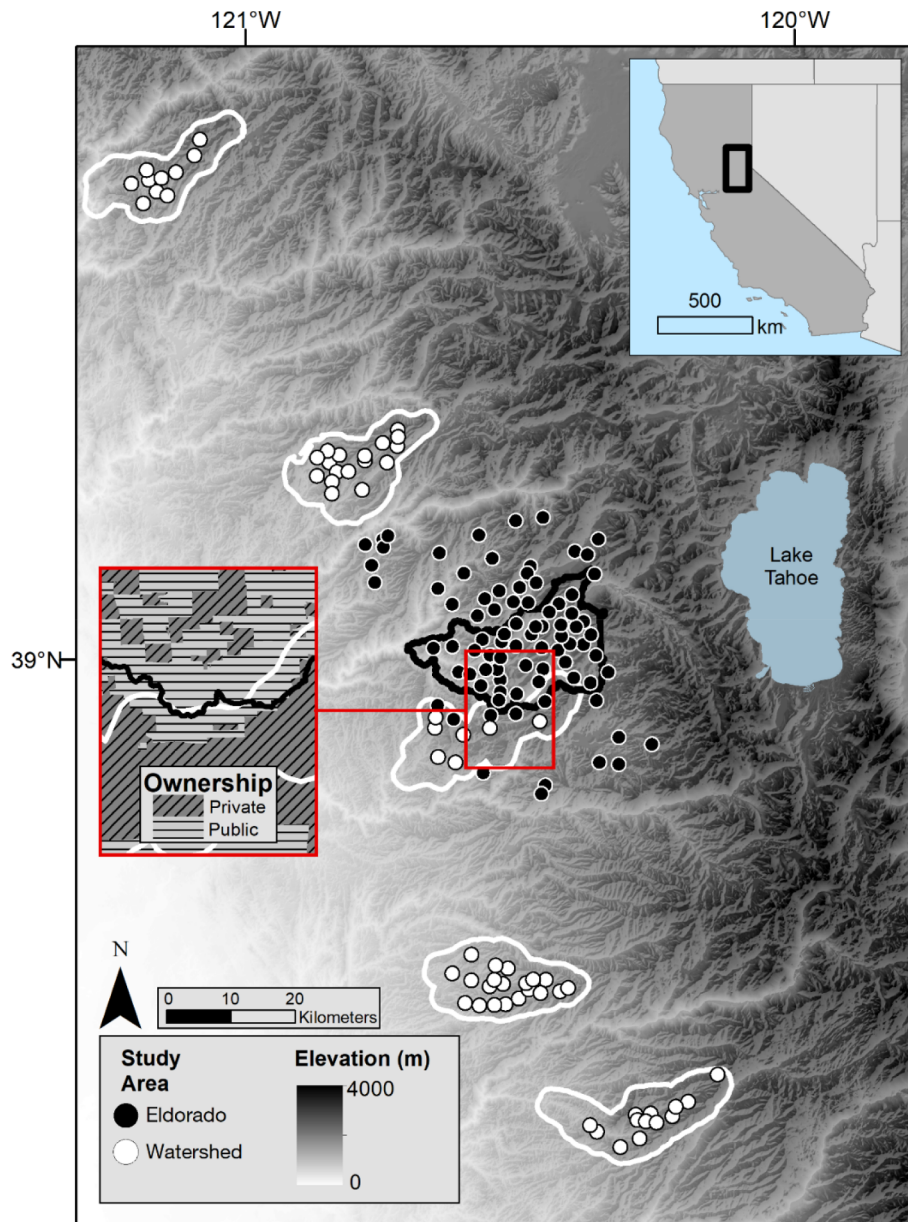 121°W
120°W
500
km
Lake
Tahoe
39°N
Ownership
Private
Public
N
0 10 20
Kilometers
Study
Area
Elevation (m)
4000
Eldorado
Watershed
0